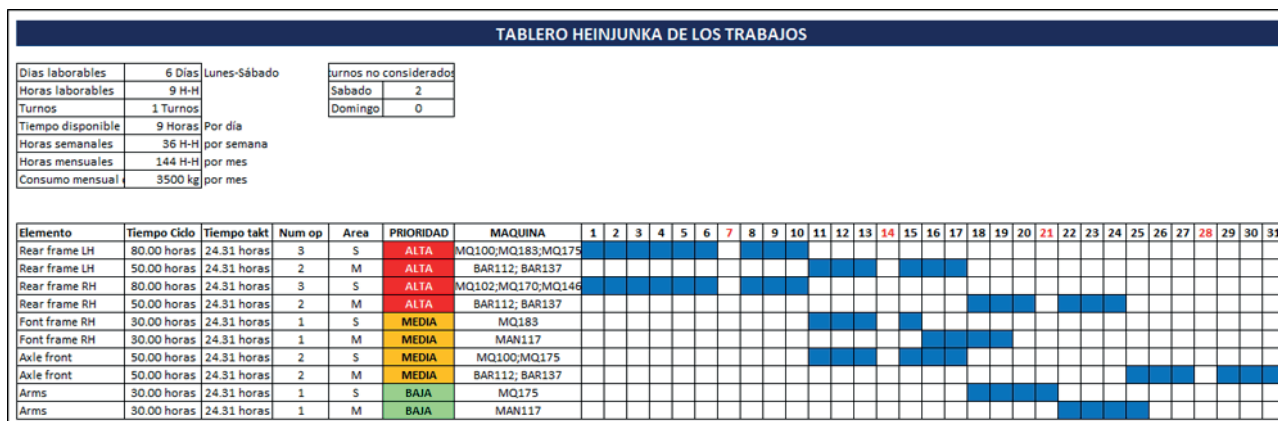 TABLERO HEINJUNKA DE LOS TRABAJOS
Dias laborables 6 Días Lunes-Sábado turnos no considerados
Horas laborables 9 H-H Sabado 2
Turnos 1 Turnos Domingo 0
Tiempo disponible 9 Horas Por día
Horas semanales 36 H-H por semana
Horas mensuales 144 H-H por mes
Consumo mensual 3500 kg por mes
Elemento Tiempo Ciclo Tiempo takt Num op Area PRIORIDAD MAQUINA 1 2 3 4 5 6 7 8 9 10 11 12 13 14 15 16 17 18 19 20 21 22 23 24 25 26 27 28 29 30 31
Rear frame LH 80.00 horas 24.31 horas 3 S ALTA MQ100;MQ183;MQ175
Rear frame LH 50.00 horas 24.31 horas 2 M ALTA BAR112; BAR137
Rear frame RH 80.00 horas 24.31 horas 3 S ALTA MQ102;MQ170;MQ146
Rear frame RH 50.00 horas 24.31 horas 2 M ALTA BAR112; BAR137
Font frame RH 30.00 horas 24.31 horas 1 S MEDIA MQ183
Font frame RH 30.00 horas 24.31 horas 1 M MEDIA MAN117
Axle front 50.00 horas 24.31 horas 2 S MEDIA MQ100;MQ175
Axle front 50.00 horas 24.31 horas 2 M MEDIA BAR112; BAR137
Arms 30.00 horas 24.31 horas 1 S BAJA MQ175
Arms 30.00 horas 24.31 horas 1 M BAJA MAN117